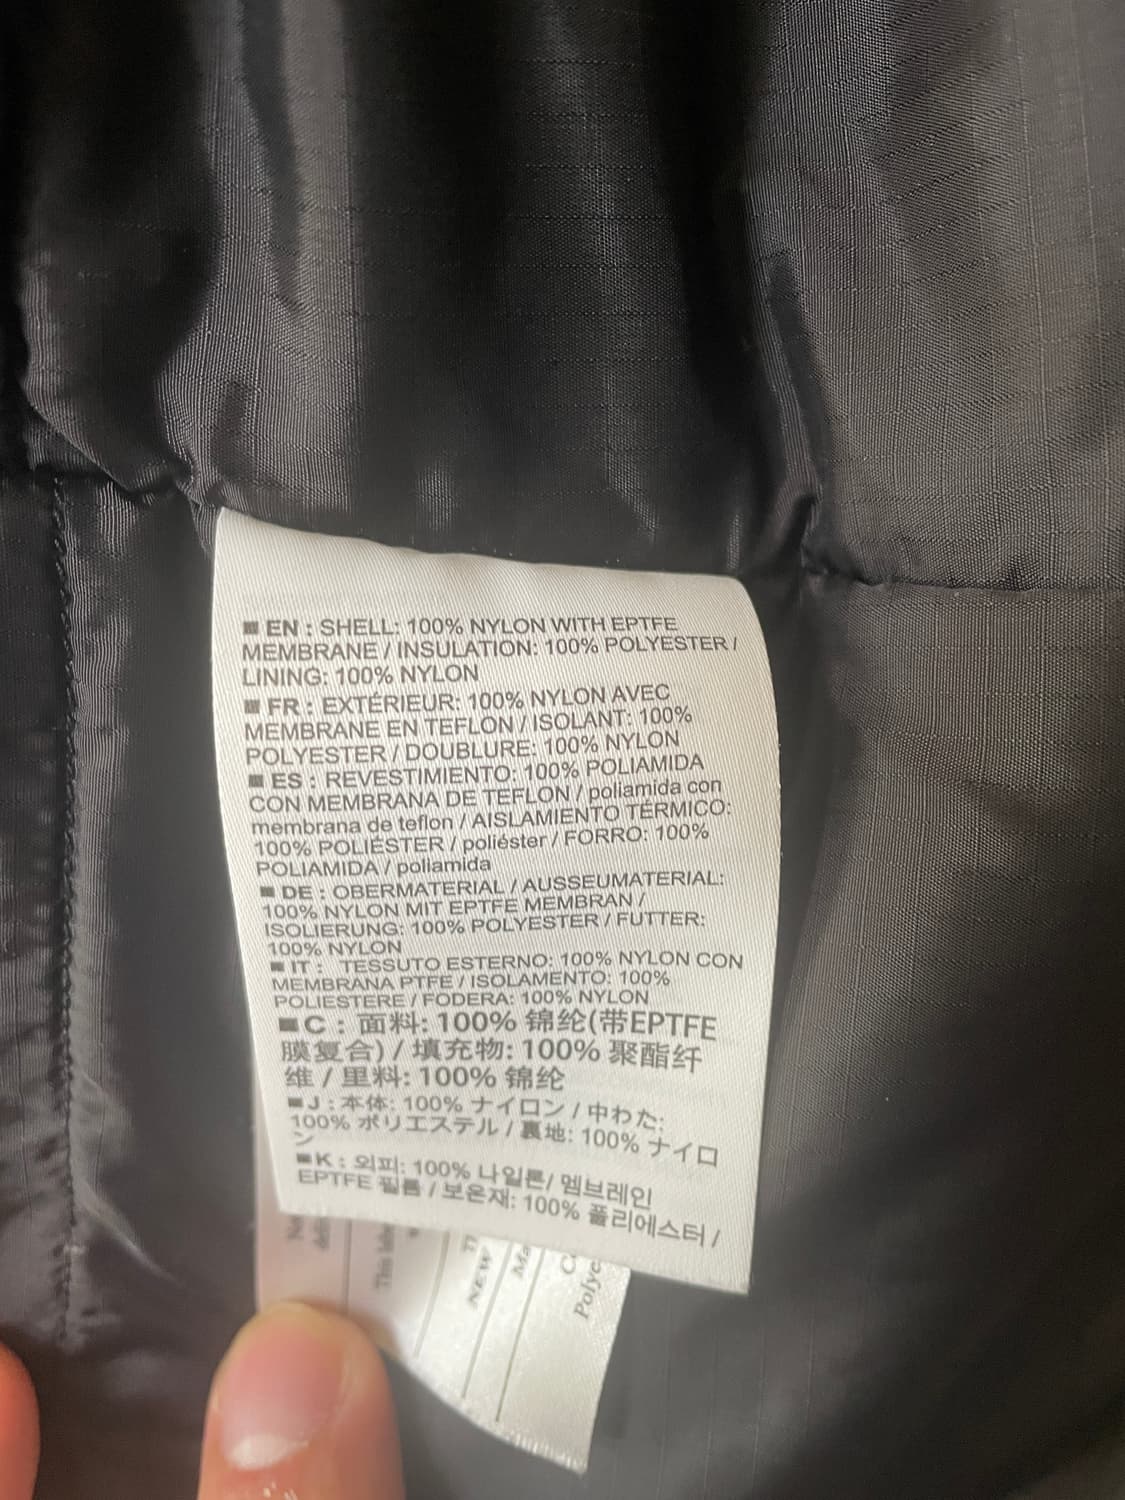 ■ EN : SHELL: 100% NYLON WITH EPTFE
MEMBRANE / INSULATION: 100% POLYESTER /
LINING: 100% NYLON
■ FR : EXTÉRIEUR: 100% NYLON AVEC
MEMBRANE EN TEFLON / ISOLANT: 100%
POLYESTER / DOUBLURE: 100% NYLON
■ ES : REVESTIMIENTO: 100% POLIAMIDA
CON MEMBRANA DE TEFLON / poliamida con
membrana de teflon / AISLAMIENTO TÉRMICO:
100% POLIÉSTER / poliéster / FORRO: 100%
POLIAMIDA / poliamida
■ DE : OBERMATERIAL / AUSSEUMATERIAL:
100% NYLON MIT EPTFE MEMBRAN /
ISOLIERUNG: 100% POLYESTER / FUTTER:
100% NYLON
■ IT : TESSUTO ESTERNO: 100% NYLON CON
MEMBRANA PTFE / ISOLAMENTO: 100%
POLIESTERE / FODERA: 100% NYLON
■ C : 面料: 100% 锦纶(带EPTFE
膜复合) / 填充物: 100% 聚酯纤
维 / 里料: 100% 锦纶
■ J : 本体: 100% ナイロン / 中わた:
100% ポリエステル / 裏地: 100% ナイロ
ン
■ K : 외피: 100% 나일론/ 멤브레인
EPTFE 필름 / 보온재: 100% 폴리에스터 /
This
NEW